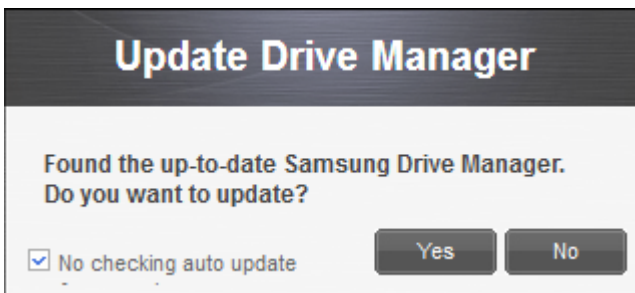 Update Drive Manager
Found the up-to-date Samsung Drive Manager.
Do you want to update?
No checking auto update
Yes
No